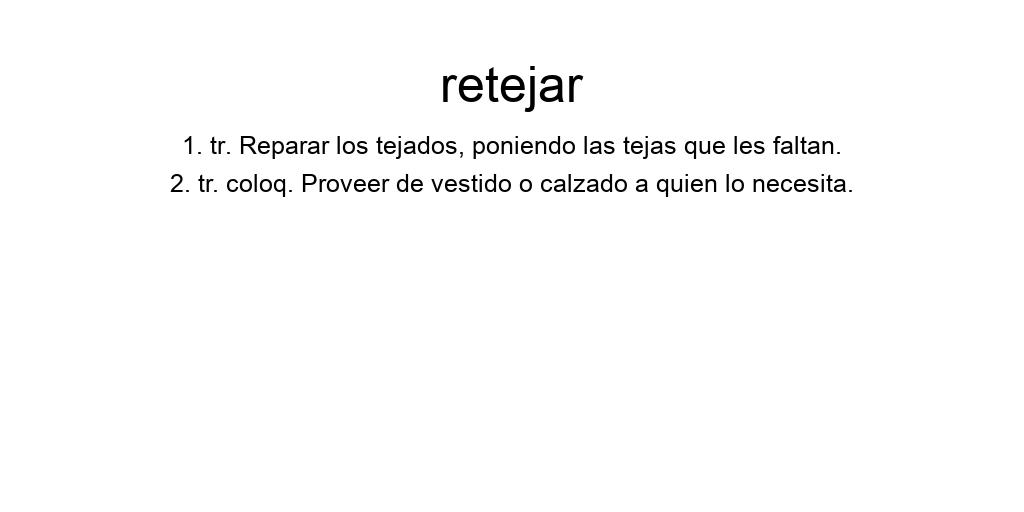 retejar
1. tr. Reparar los tejados, poniendo las tejas que les faltan.
2. tr. coloq. Proveer de vestido o calzado a quien lo necesita.